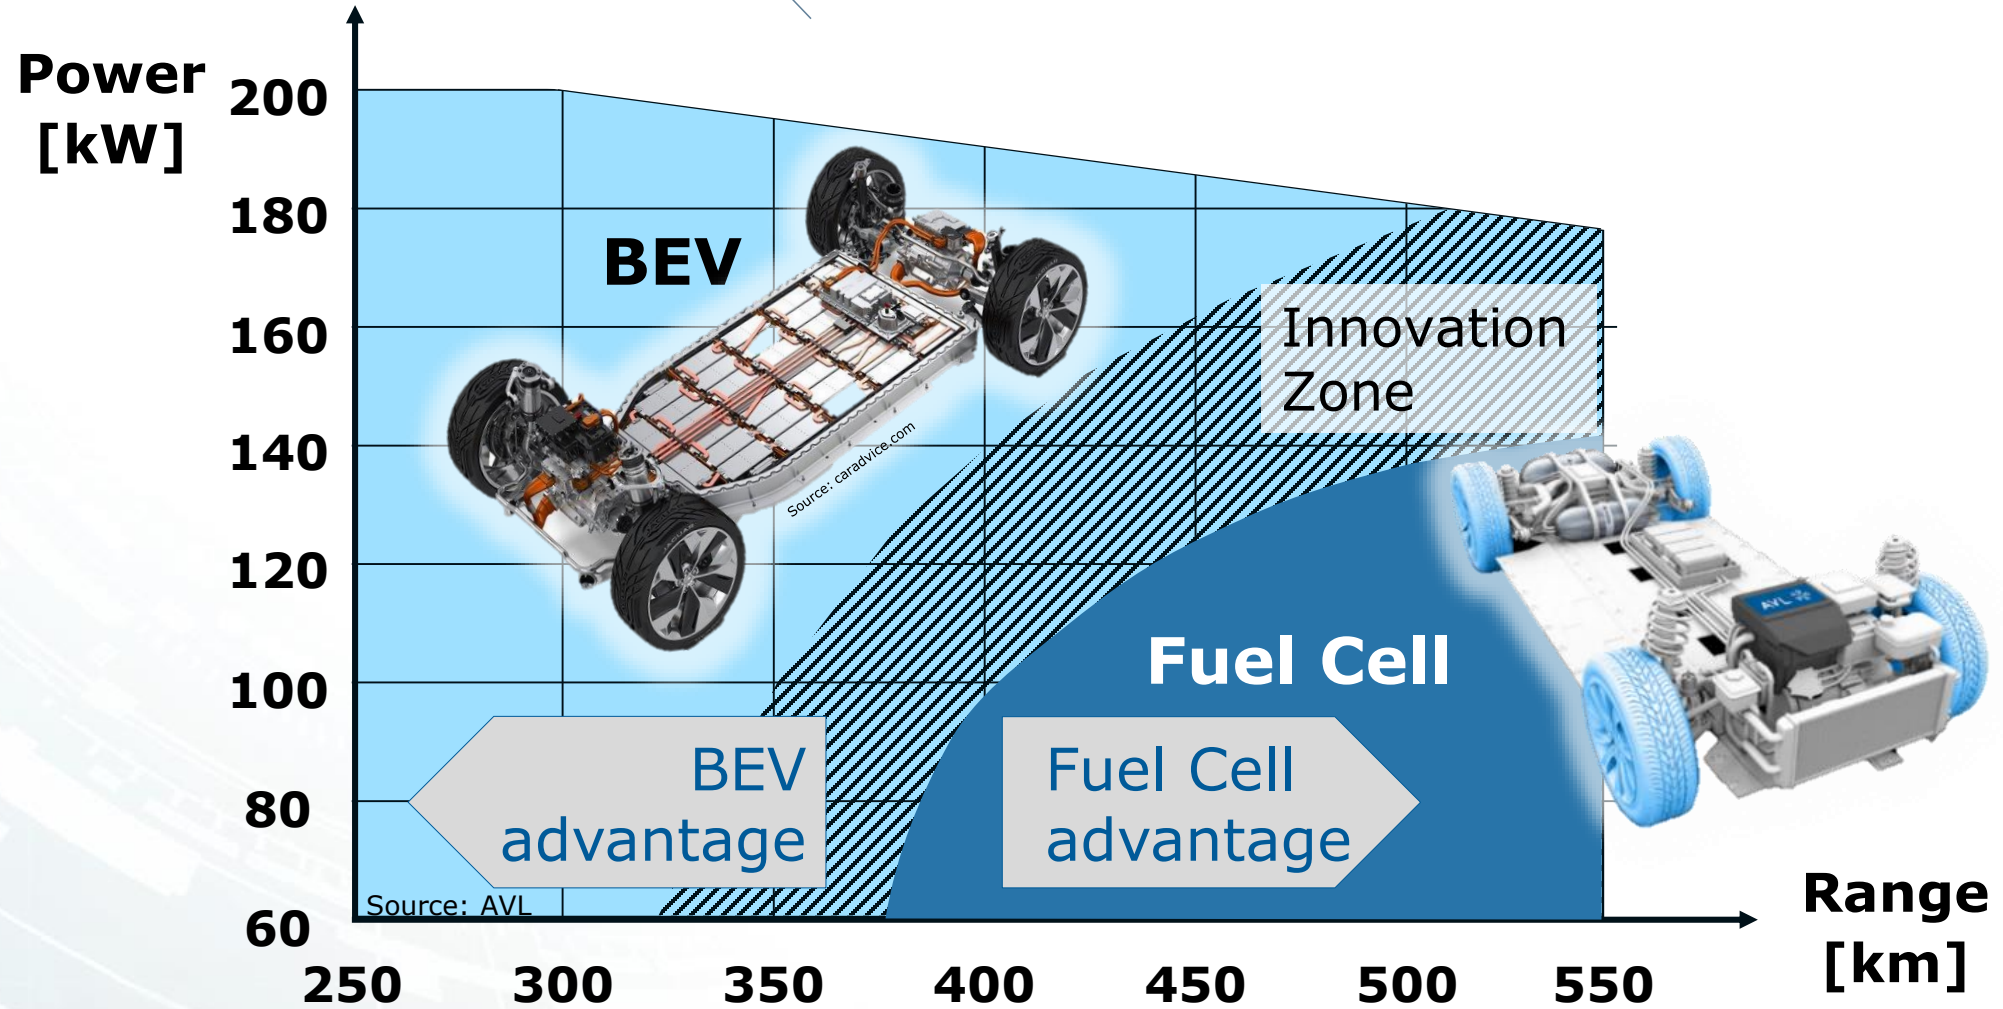 Power
[kW]
200
180
160
140
120
100
80
60
BEV
Source: caradvice.com
Innovation
Zone
Fuel Cell
AVL
BEV
advantage
Fuel Cell
advantage
Source: AVL
Range
[km]
250
300
350
400
450
500
550